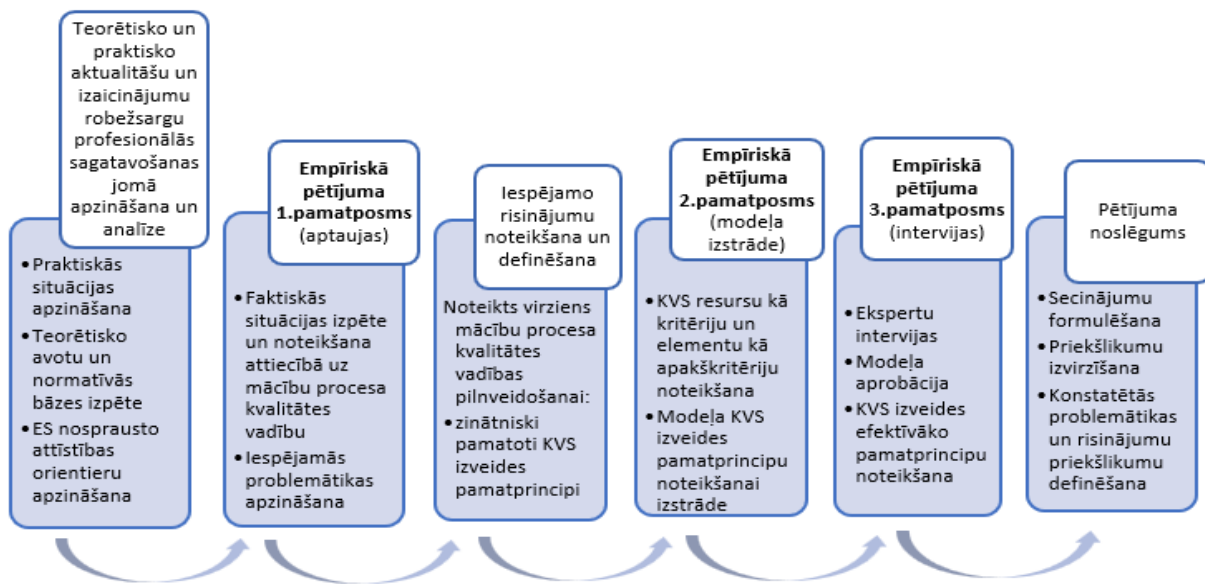 Teorētisko un
praktisko
aktualitāšu un
izaicinājumu
robežsargu
profesionālās
sagatavošanas
jomā
apzināšana un
analīze
• Praktiskās
situācijas
apzināšana
• Teorētisko
avotu un
normatīvās
bāzes izpēte
• ES nosprausto
attīstības
orientieru
apzināšana
Empīriskā
pētījuma
1.pamatposms
(aptaujas)
• Faktiskās
situācijas izpēte
un noteikšana
attiecībā uz
mācību procesa
kvalitātes
vadību
• Iespējamās
problemātikas
apzināšana
Iespējamo
risinājumu
noteikšana un
definēšana
Noteikts virziens
mācību procesa
kvalitātes
vadības
pilnveidošanai:
• zinātniski
pamatoti KVS
izveides
pamatprincipi
Empīriskā
pētījuma
2.pamatposms
(modeļa
izstrāde)
• KVS resursu kā
kritēriju un
elementu kā
apakškritēriju
noteikšana
• Modeļa KVS
izveides
pamatprincipu
noteikšanai
izstrāde
Empīriskā
pētījuma
3.pamatposms
(intervijas)
• Ekspertu
intervijas
• Modeļa
aprobācija
• KVS izveides
efektīvāko
pamatprincipu
noteikšana
Pētījuma
noslēgums
• Secinājumu
formulēšana
• Priekšlikumu
izvirzīšana
• Konstatētās
problemātikas
un risinājumu
priekšlikumu
definēšana